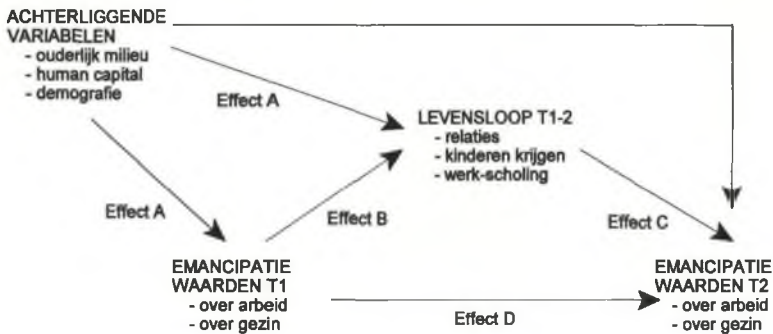 ACHTERLIGGENDE
VARIABELEN
- ouderlijk milieu
- human capital
- demografie
Effect A
LEVENSLOOP T1-2
- relaties
- kinderen krijgen
- werk-scholing
Effect A
Effect B
Effect C
EMANCIPATIE
WAARDEN T1
- over arbeid
- over gezin
Effect D
EMANCIPATIE
WAARDEN T2
- over arbeid
- over gezin